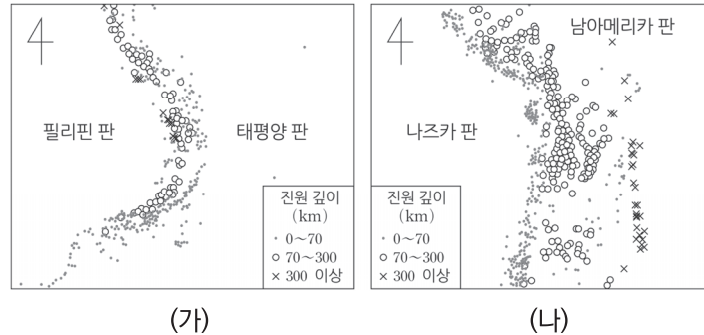 4
필리핀 판
태평양 판
진원 깊이
(km)
0~70
70~300
300 이상
(가)
남아메리카 판
4
나즈카 판
진원 깊이
(km)
0~70
70~300
300 이상
(나)